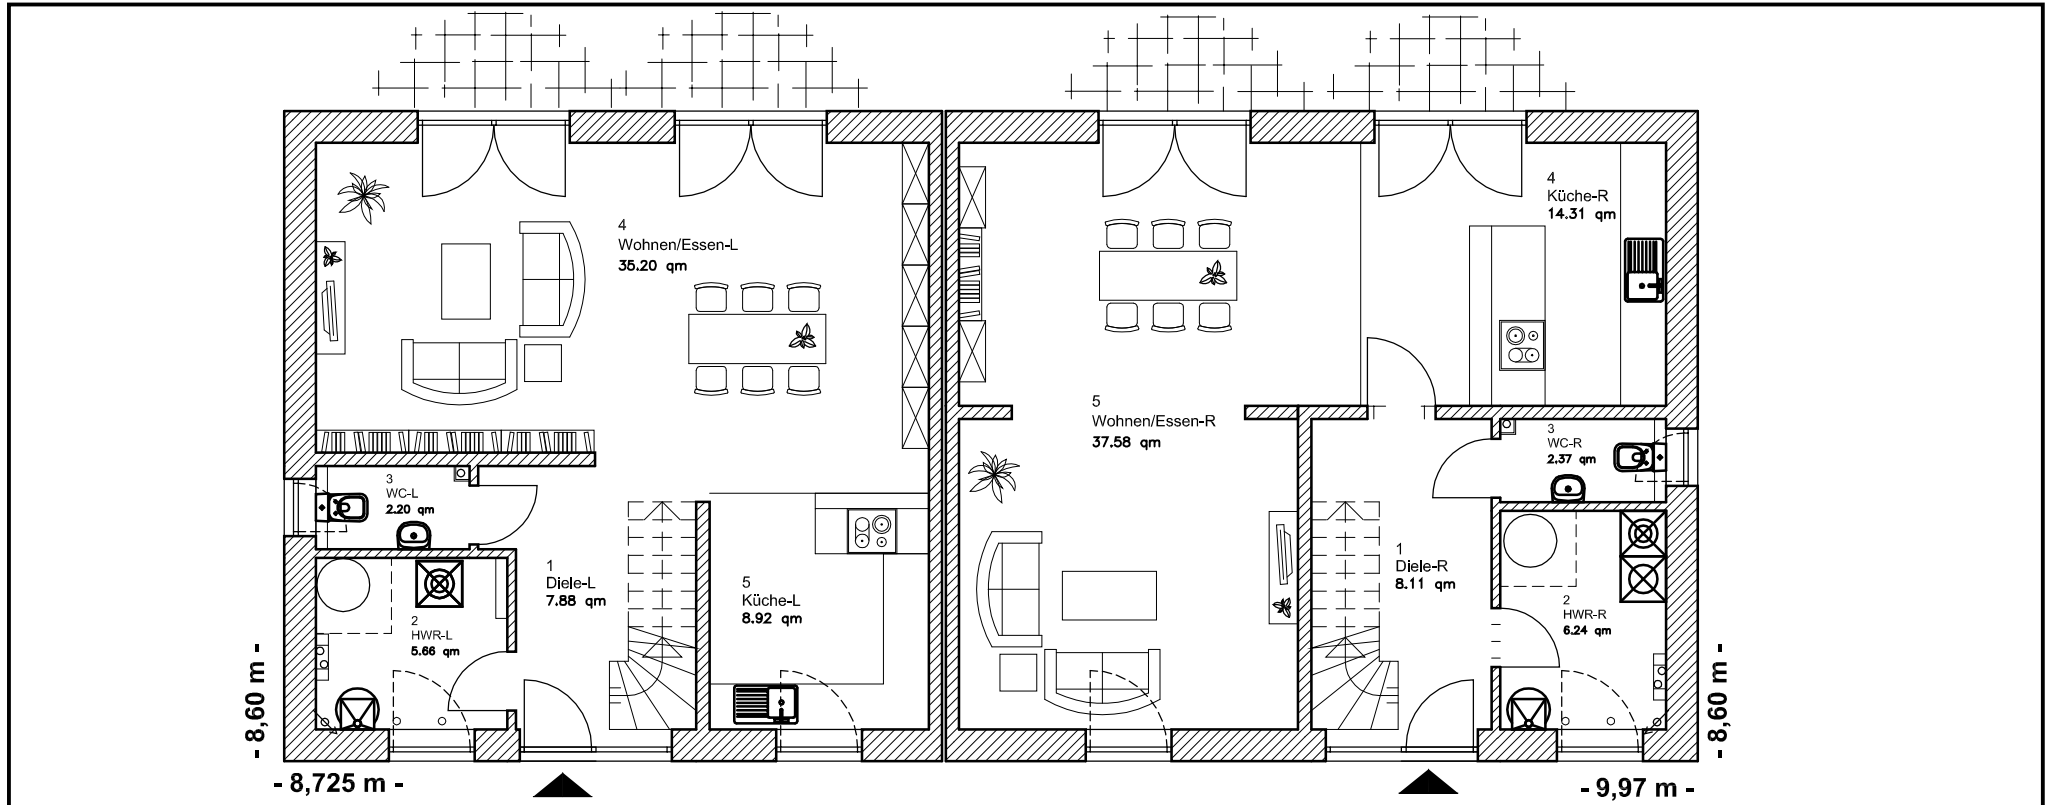 4
Wohnen/Essen-L
35.20 qm
3
WC-L
2.20 qm
1
Diele-L
7.88 qm
2
HWR-L
5.66 qm
5
Küche-L
8.92 qm
4
Küche-R
14.31 qm
5
Wohnen/Essen-R
37.58 qm
3
WC-R
2.37 qm
1
Diele-R
8.11 qm
2
HWR-R
6.24 qm
- 8,60 m -
- 8,725 m -
- 8,60 m -
- 9,97 m -